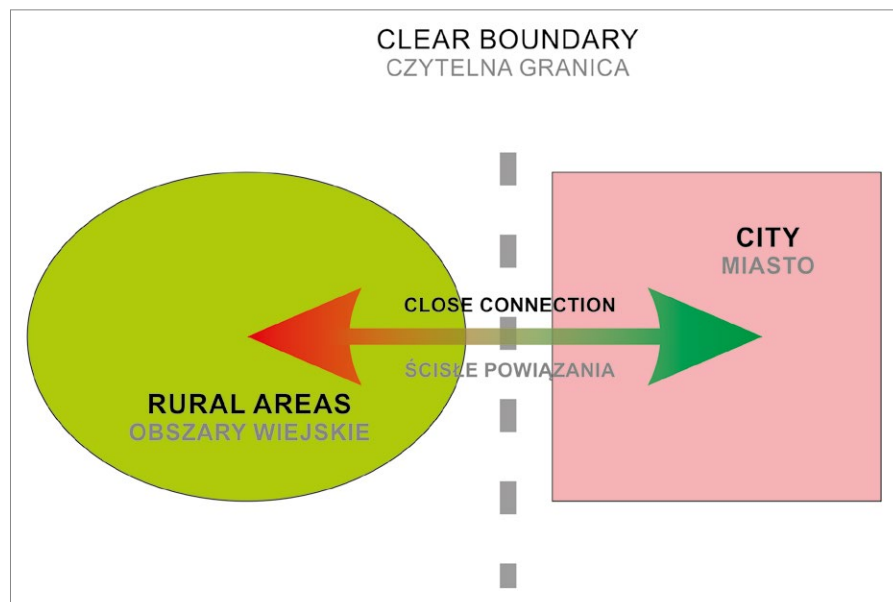 CLEAR BOUNDARY
CZYTELNA GRANICA
CITY
MIASTO
CLOSE CONNECTION
ŚCISŁE POWIĄZANIA
RURAL AREAS
OBSZARY WIEJSKIE